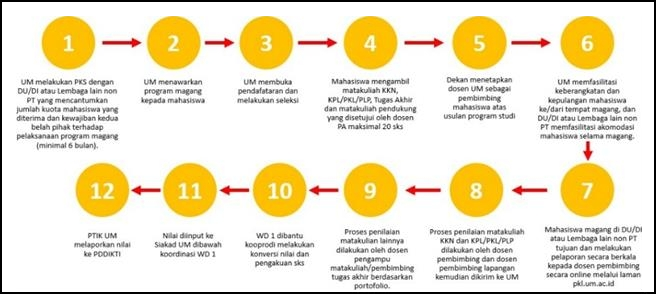 1
UM melakukan PKS dengan
DU/DI atau Lembaga lain non
PT yang mencantumkan
jumlah kuota mahasiswa yang
diterima dan kewajiban kedua
belah pihak terhadap
pelaksanaan program magang
(minimal 6 bulan).
2
UM menawarkan
program magang
kepada mahasiswa
3
UM membuka
pendafataran dan
melakukan seleksi
4
Mahasiswa mengambil
matakuliah KKN,
KPL/PKL/PLP, Tugas Akhir
dan matakuliah pendukung
yang disetujui oleh dosen
PA maksimal 20 sks
5
Dekan menetapkan
dosen UM sebagai
pembimbing
mahasiswa atas
usulan program studi
6
UM memfasilitasi
keberangkatan dan
kepulangan mahasiswa
ke/dari tempat magang, dan
DU/DI atau Lembaga lain non
PT memfasilitasi akomodasi
mahasiswa selama magang.
7
Mahasiswa magang di DU/DI
atau Lembaga lain non PT
tujuan dan melakukan
pelaporan secara berkala
kepada dosen pembimbing
secara online melalui laman
pkl.um.ac.id
8
Proses penilaian matakuliah
KKN dan KPL/PKL/PLP
dilakukan oleh dosen
pembimbing dan dosen
pembimbing lapangan
kemudian dikirim ke UM
9
Proses penilaian
matakulian lainnya
dilakukan oleh dosen
pengampu
matakuliah/pembimbing
tugas akhir berdasarkan
portofolio.
10
WD 1 dibantu
kooprodi melakukan
konversi nilai dan
pengakuan sks
11
Nilai diinput ke
Siakad UM dibawah
koordinasi WD 1
12
PTIK UM
melaporkan nilai
ke PDDIKTI